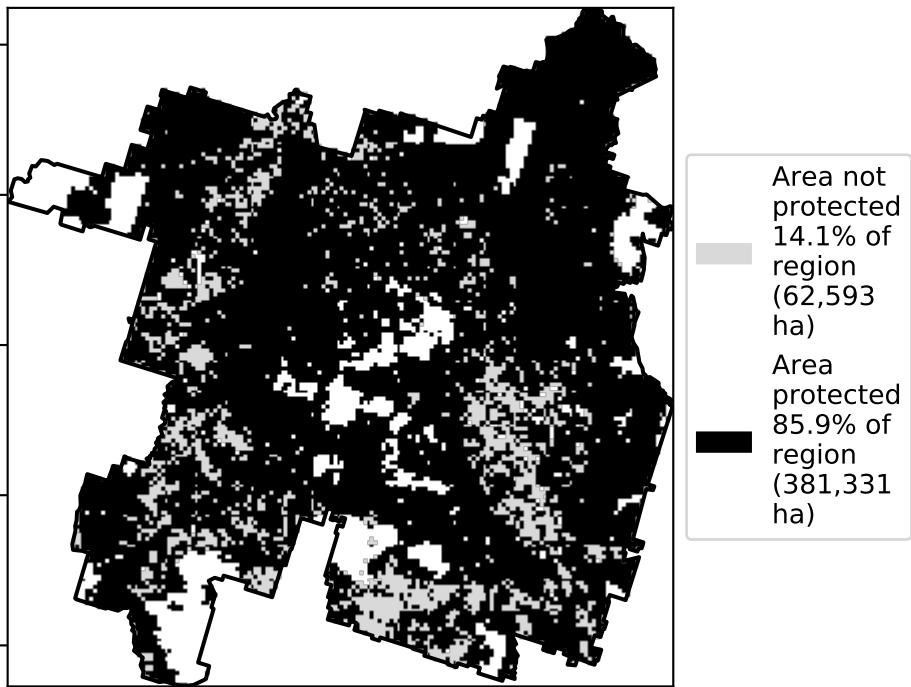 Area not
protected
14.1% of
region
(62,593
ha)
Area
protected
85.9% of
region
(381,331
ha)